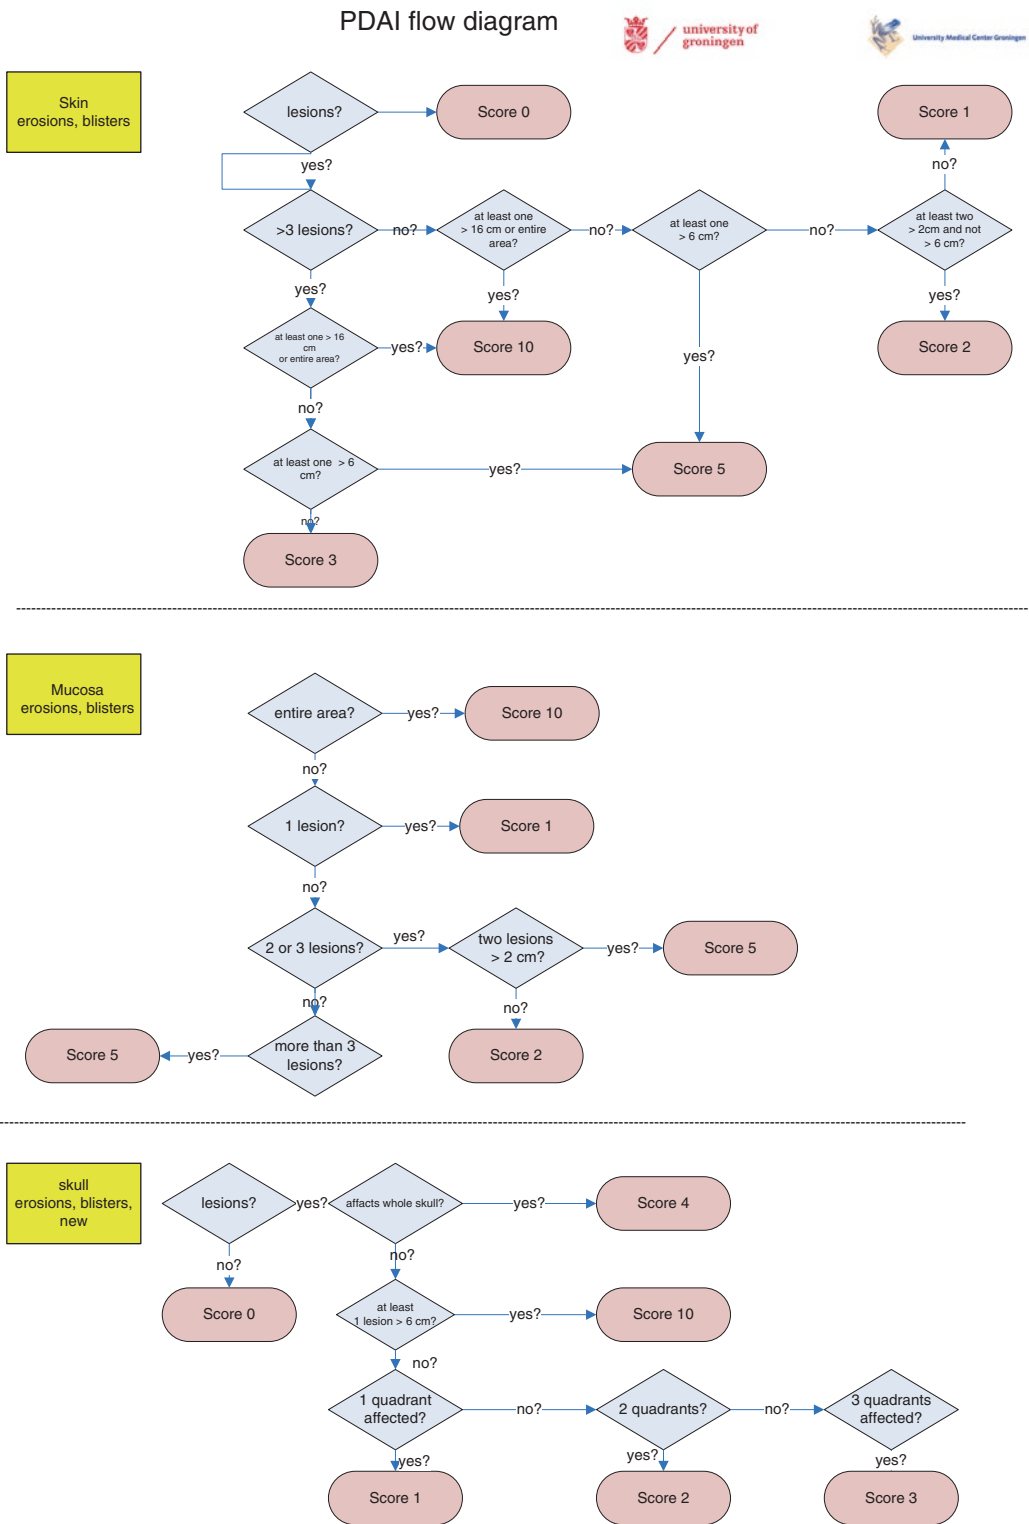 PDAI flow diagram
university of
groningen
University Medical Center Groningen
Skin
erosions, blisters
lesions?
Score 0
Score 1
yes?
no?
>3 lesions?
no?
at least one
> 16 cm or entire
area?
no?
at least one
> 6 cm?
no?
at least two
> 2cm and not
> 6 cm?
yes?
yes?
yes?
at least one > 16
cm
or entire area?
yes?
Score 10
yes?
Score 2
no?
at least one > 6
cm?
yes?
Score 5
no?
Score 3
Mucosa
erosions, blisters
entire area?
yes?
Score 10
no?
1 lesion?
yes?
Score 1
no?
2 or 3 lesions?
yes?
two lesions
> 2 cm?
yes?
Score 5
no?
no?
Score 5
yes?
more than 3
lesions?
Score 2
skull
erosions, blisters,
new
lesions?
yes?
affacts whole skull?
yes?
Score 4
no?
no?
Score 0
at least
1 lesion > 6 cm?
yes?
Score 10
no?
1 quadrant
affected?
no?
2 quadrants?
no?
3 quadrants
affected?
yes?
yes?
yes?
Score 1
Score 2
Score 3